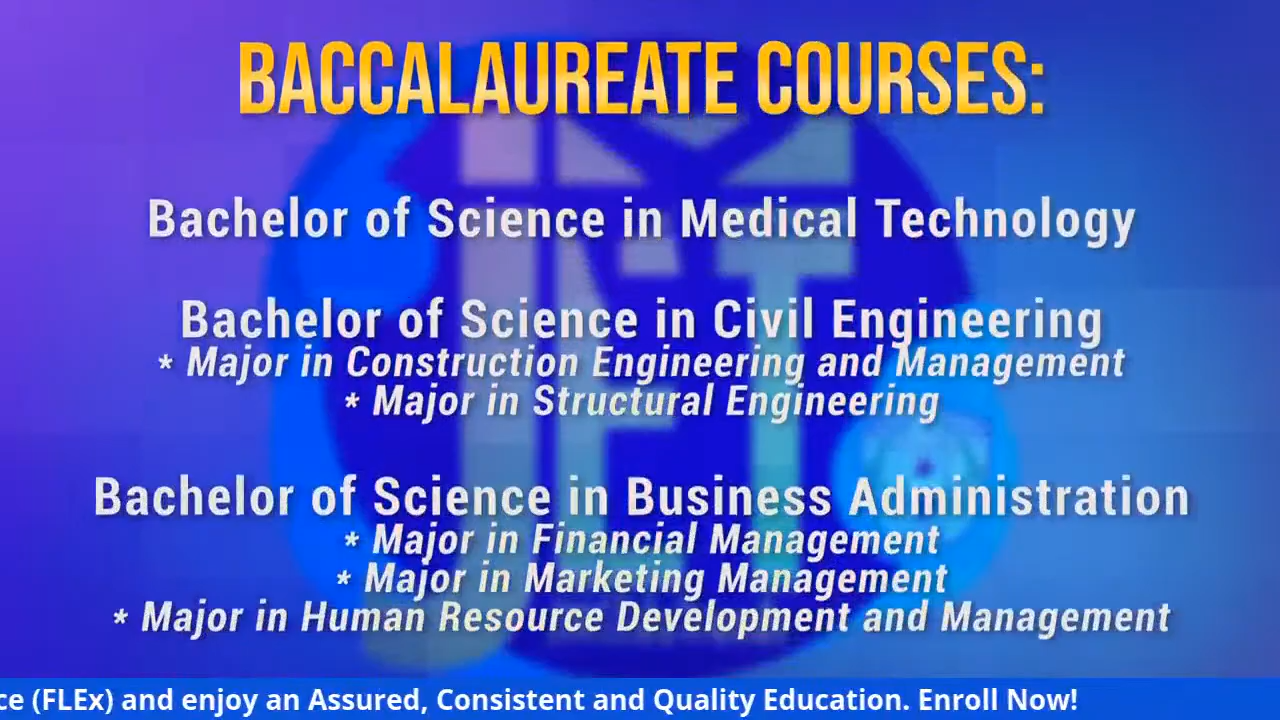 BACCALAUREATE COURSES:
Bachelor of Science in Medical Technology
Bachelor of Science in Civil Engineering
* Major in Construction Engineering and Management
* Major in Structural Engineering
Bachelor of Science in Business Administration
* Major in Financial Management
* Major in Marketing Management
* Major in Human Resource Development and Management
ce (FLEx) and enjoy an Assured, Consistent and Quality Education. Enroll Now!